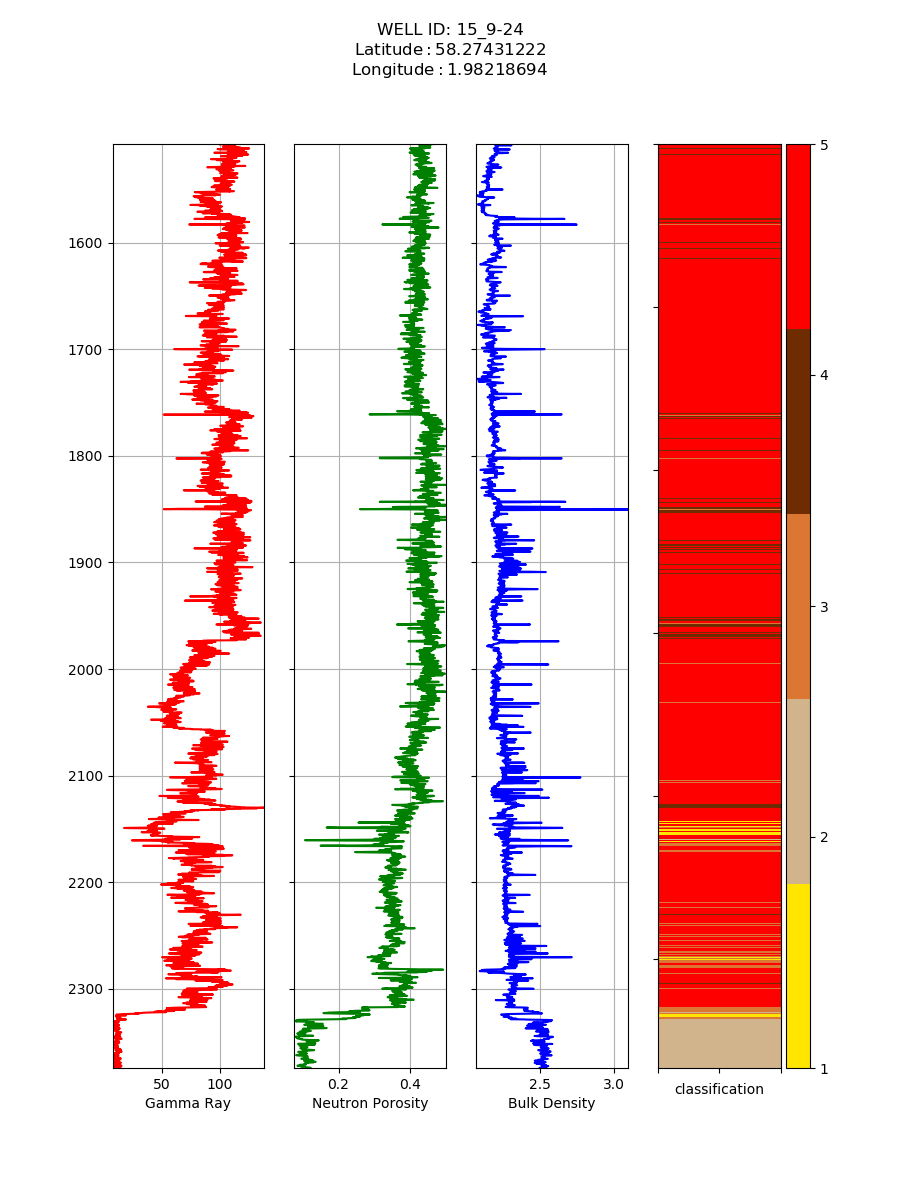 WELL ID: 15_9-24
Latitude : 58.27431222
Longitude : 1.98218694
1600
1700
1800
1900
2000
2100
2200
2300
50 100
Gamma Ray
0.2 0.4
Neutron Porosity
2.5 3.0
Bulk Density
classification
5
4
3
2
1